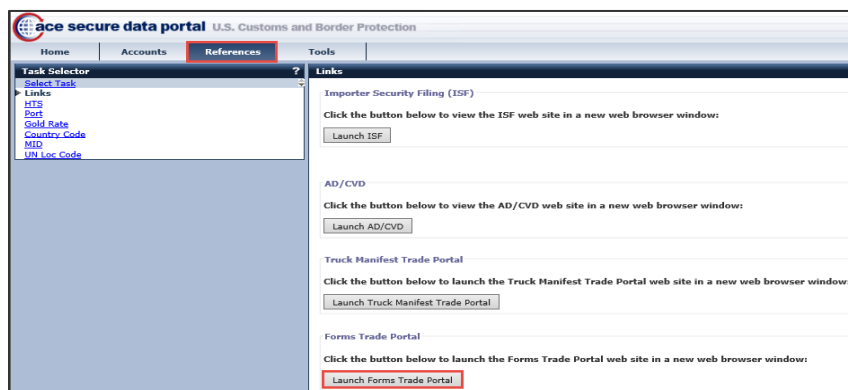 ace secure data portal U.S. Customs and Border Protection
Home Accounts References Tools
Task Selector ?
Select Task
Links
HTS
Port
Gold Rate
Country Code
MID
UN Loc Code
Links
Importer Security Filing (ISF)
Click the button below to view the ISF web site in a new web browser window:
Launch ISF
AD/CVD
Click the button below to view the AD/CVD web site in a new web browser window:
Launch AD/CVD
Truck Manifest Trade Portal
Click the button below to launch the Truck Manifest Trade Portal web site in a new web browser window:
Launch Truck Manifest Trade Portal
Forms Trade Portal
Click the button below to launch the Forms Trade Portal web site in a new web browser window:
Launch Forms Trade Portal